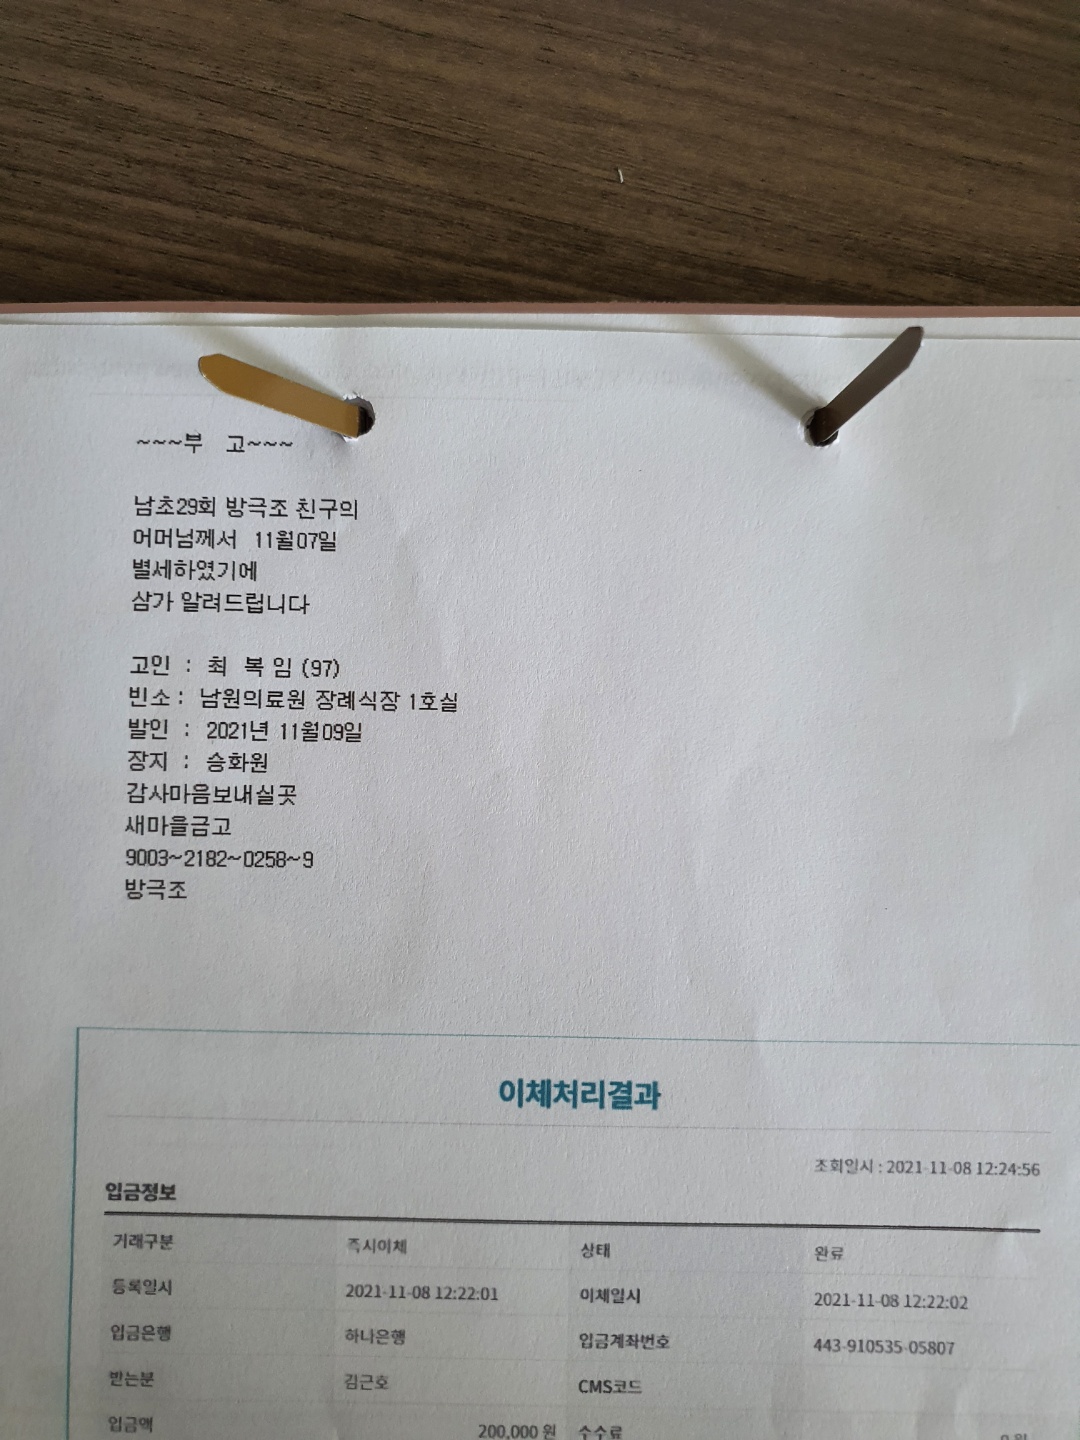 ~~~부 고~~~
남초29회 방극조 친구의
어머님께서 11월07일
별세하였기에
삼가 알려드립니다
고인 : 최 복 임 (97)
빈소 : 남원의료원 장례식장 1호실
발인 : 2021년 11월09일
장지 : 승화원
감사마음보내실곳
새마을금고
9003~2182~0258~9
방극조
이체처리결과
조회일시 : 2021-11-08 12:24:56
입금정보
거래구분 즉시이체 상태 완료
등록일시 2021-11-08 12:22:01 이체일시 2021-11-08 12:22:02
입금은행 하나은행 입금계좌번호 443-910535-05807
받는분 김근호 CMS코드
입금액 200,000 원 수수료 0 원